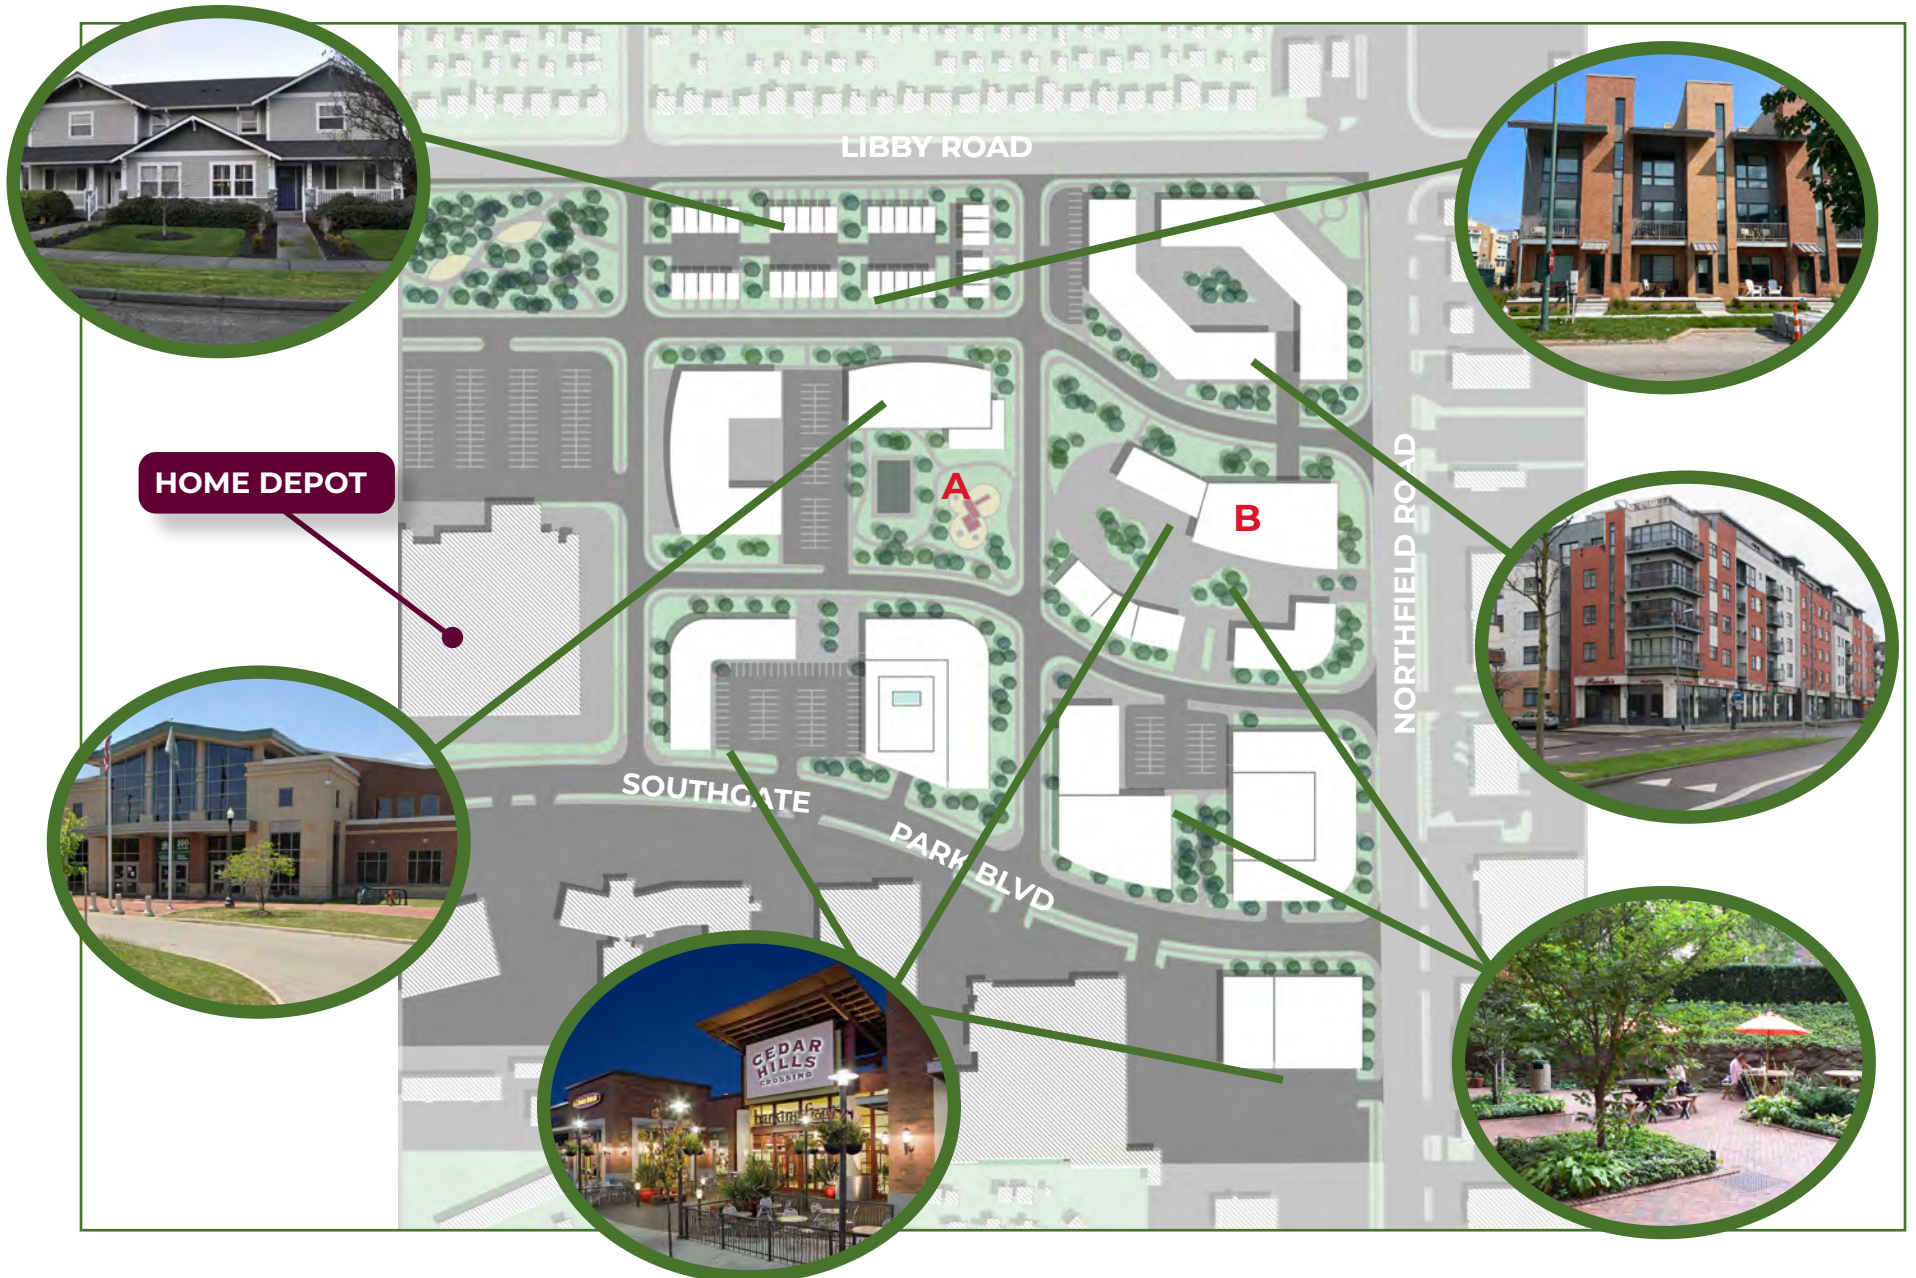 LIBBY ROAD
HOME DEPOT
A
B
NORTHFIELD ROAD
SOUTHGATE
PARK BLVD
CEDAR
HILLS
CROSSING